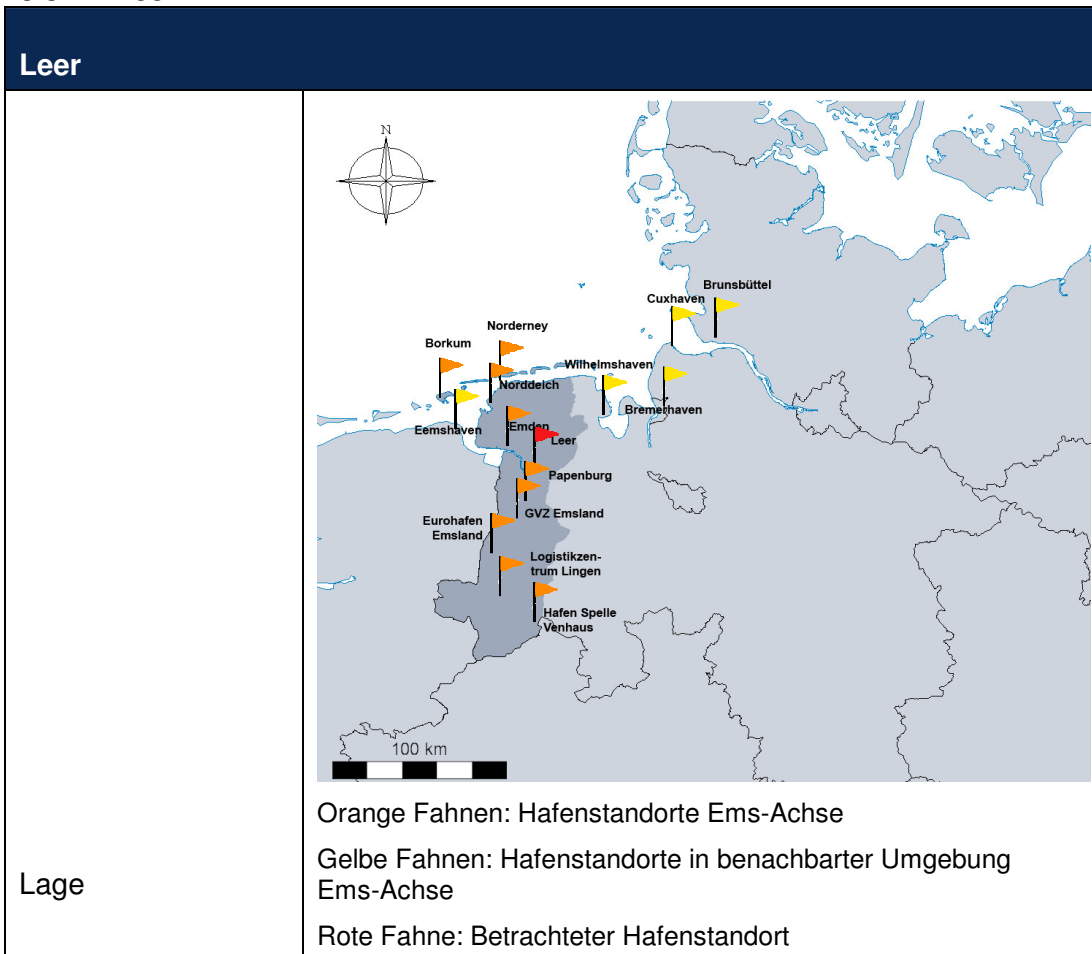 Leer
N
Brunsbüttel
Cuxhaven
Norderney
Borkum
Wilhelmshaven
Norddeich
Bremerhaven
Emden
Eemshaven
Leer
Papenburg
GVZ Emsland
Eurohafen
Emsland
Logistikzen-
trum Lingen
Hafen Spelle
Venhaus
100 km
Lage
Orange Fahnen: Hafenstandorte Ems-Achse
Gelbe Fahnen: Hafenstandorte in benachbarter Umgebung
Ems-Achse
Rote Fahne: Betrachteter Hafenstandort